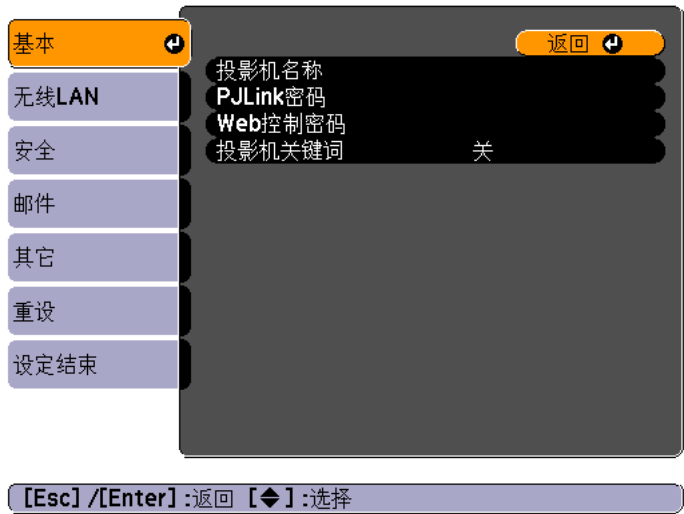 基本
返回
投影机名称
PJLink密码
Web控制密码
投影机关键词 关
无线LAN
安全
邮件
其它
重设
设定结束
[Esc] /[Enter] :返回 [◆] :选择